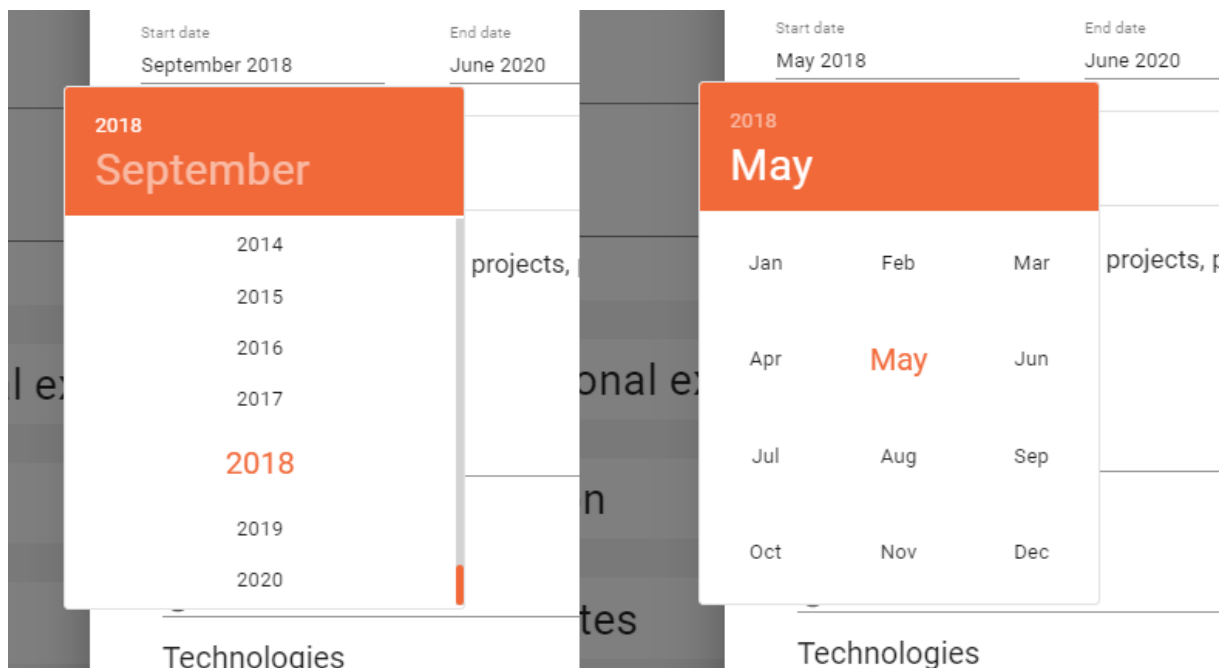 Start date
End date
September 2018
June 2020
2018
September
2014
2015
2016
2017
2018
2019
2020
projects,
l ex
Technologies
Start date
End date
May 2018
June 2020
2018
May
Jan Feb Mar
Apr May Jun
Jul Aug Sep
Oct Nov Dec
projects, p
onal ex
n
tes
Technologies